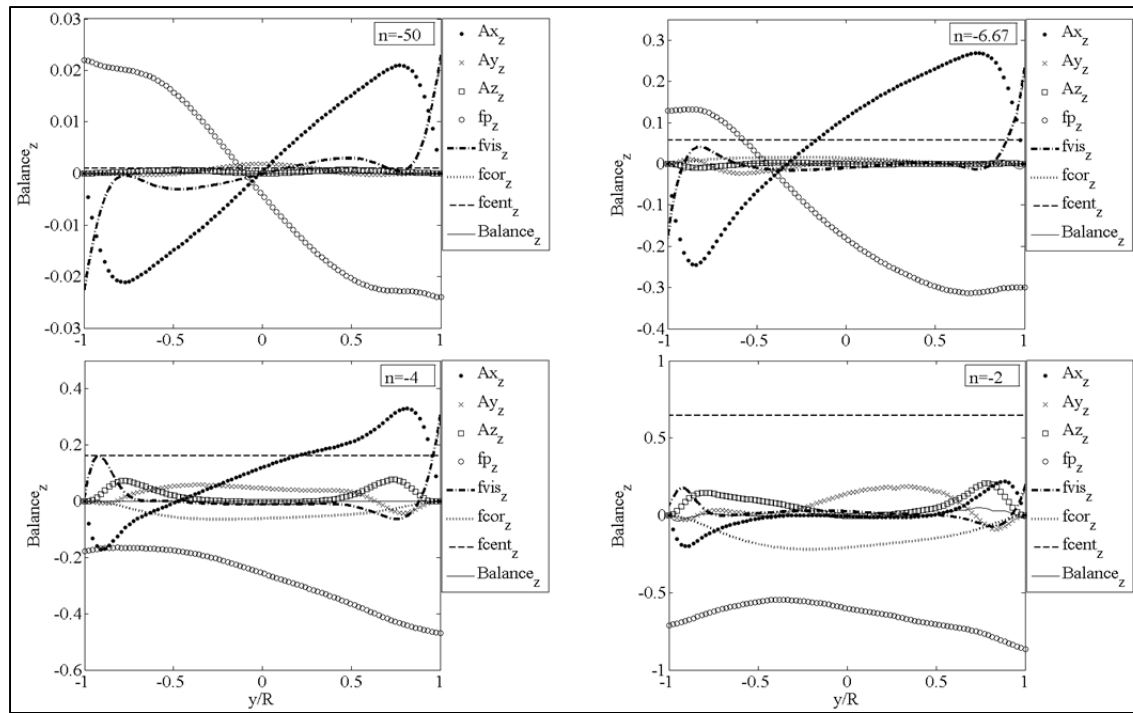 n=-50
0.03
0.02
0.01
0
-0.01
-0.02
-0.03
Balance_z
-1
-0.5
0
0.5
1
Ax_z
Ay_z
Az_z
fp_z
fvis_z
fcor_z
fcent_z
Balance_z
n=-6.67
0.3
0.2
0.1
0
-0.1
-0.2
-0.3
-0.4
Balance_z
-1
-0.5
0
0.5
1
Ax_z
Ay_z
Az_z
fp_z
fvis_z
fcor_z
fcent_z
Balance_z
n=-4
0.4
0.2
0
-0.2
-0.4
-0.6
Balance_z
-1
-0.5
0
0.5
1
y/R
Ax_z
Ay_z
Az_z
fp_z
fvis_z
fcor_z
fcent_z
Balance_z
n=-2
1
0.5
0
-0.5
-1
Balance_z
-1
-0.5
0
0.5
1
y/R
Ax_z
Ay_z
Az_z
fp_z
fvis_z
fcor_z
fcent_z
Balance_z